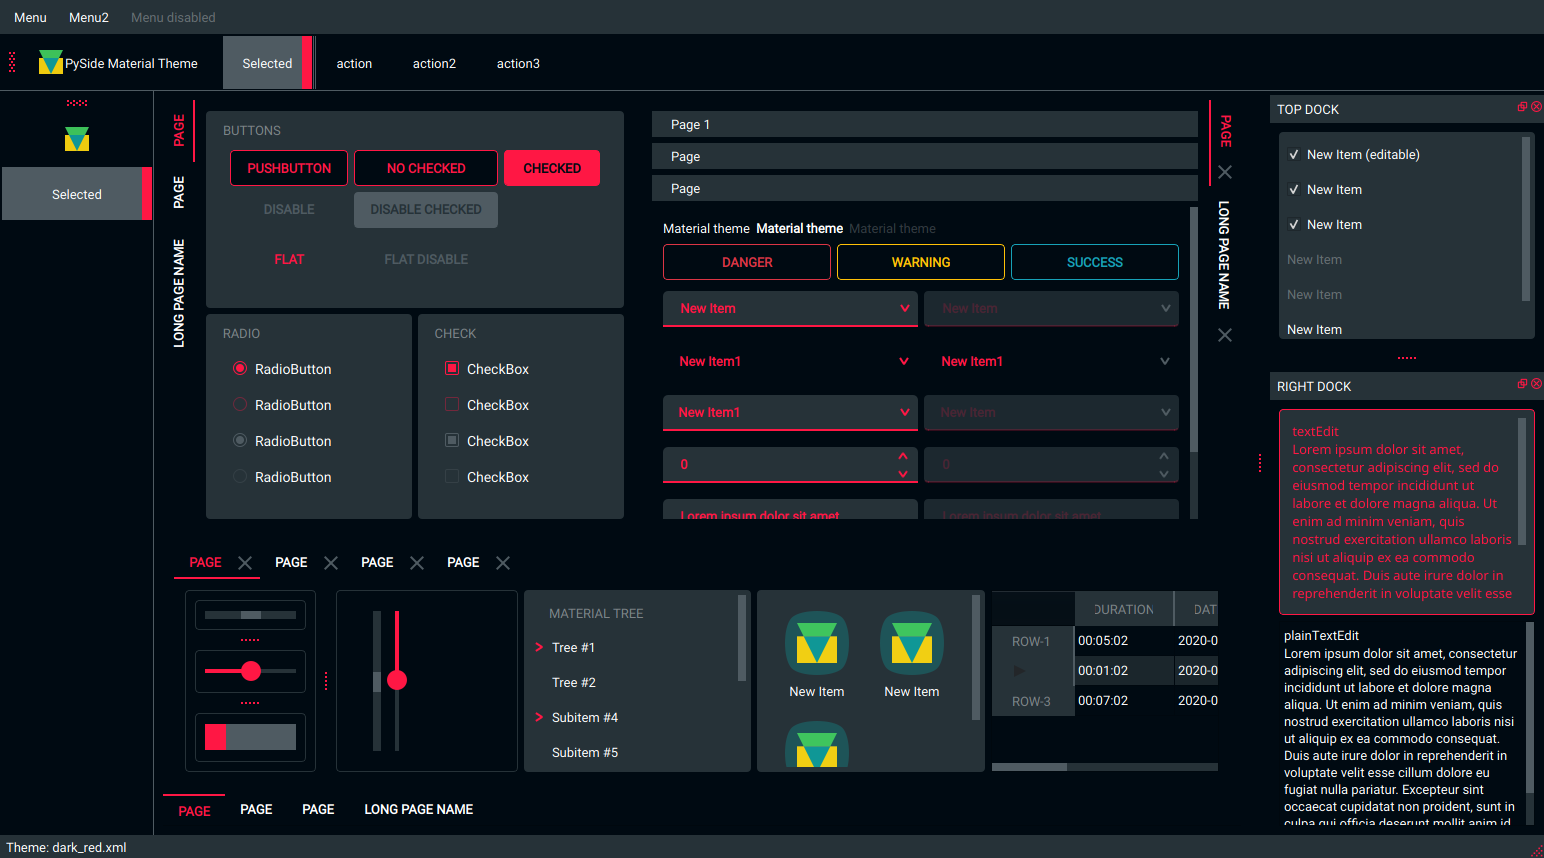 Menu Menu2 Menu disabled
PySide Material Theme Selected action action2 action3
Selected
PAGE
PAGE
LONG PAGE NAME
BUTTONS
PUSHBUTTON NO CHECKED CHECKED
DISABLE DISABLE CHECKED
FLAT FLAT DISABLE
RADIO
RadioButton
RadioButton
RadioButton
RadioButton
CHECK
CheckBox
CheckBox
CheckBox
CheckBox
Page 1
Page
Page
Material theme Material theme Material theme
DANGER WARNING SUCCESS
New Item New Item
New Item1 New Item1
New Item1 New Item
0 0
Lorem ipsum dolor sit amet Lorem ipsum dolor sit amet
PAGE
LONG PAGE NAME
PAGE PAGE PAGE PAGE
MATERIAL TREE
Tree #1
Tree #2
Subitem #4
Subitem #5
New Item New Item
DURATION DAT
ROW-1 00:05:02 2020-0
00:01:02 2020-0
ROW-3 00:07:02 2020-0
PAGE PAGE PAGE LONG PAGE NAME
TOP DOCK
New Item (editable)
New Item
New Item
New Item
New Item
New Item
RIGHT DOCK
textEdit
Lorem ipsum dolor sit amet,
consectetur adipiscing elit, sed do
eiusmod tempor incididunt ut
labore et dolore magna aliqua. Ut
enim ad minim veniam, quis
nostrud exercitation ullamco laboris
nisi ut aliquip ex ea commodo
consequat. Duis aute irure dolor in
reprehenderit in voluptate velit esse
plainTextEdit
Lorem ipsum dolor sit amet, consectetur
adipiscing elit, sed do eiusmod tempor
incididunt ut labore et dolore magna
aliqua. Ut enim ad minim veniam, quis
nostrud exercitation ullamco laboris nisi
ut aliquip ex ea commodo consequat.
Duis aute irure dolor in reprehenderit in
voluptate velit esse cillum dolore eu
fugiat nulla pariatur. Excepteur sint
occaecat cupidatat non proident, sunt in
culpa qui officia deserunt mollit anim id
Theme: dark_red.xml